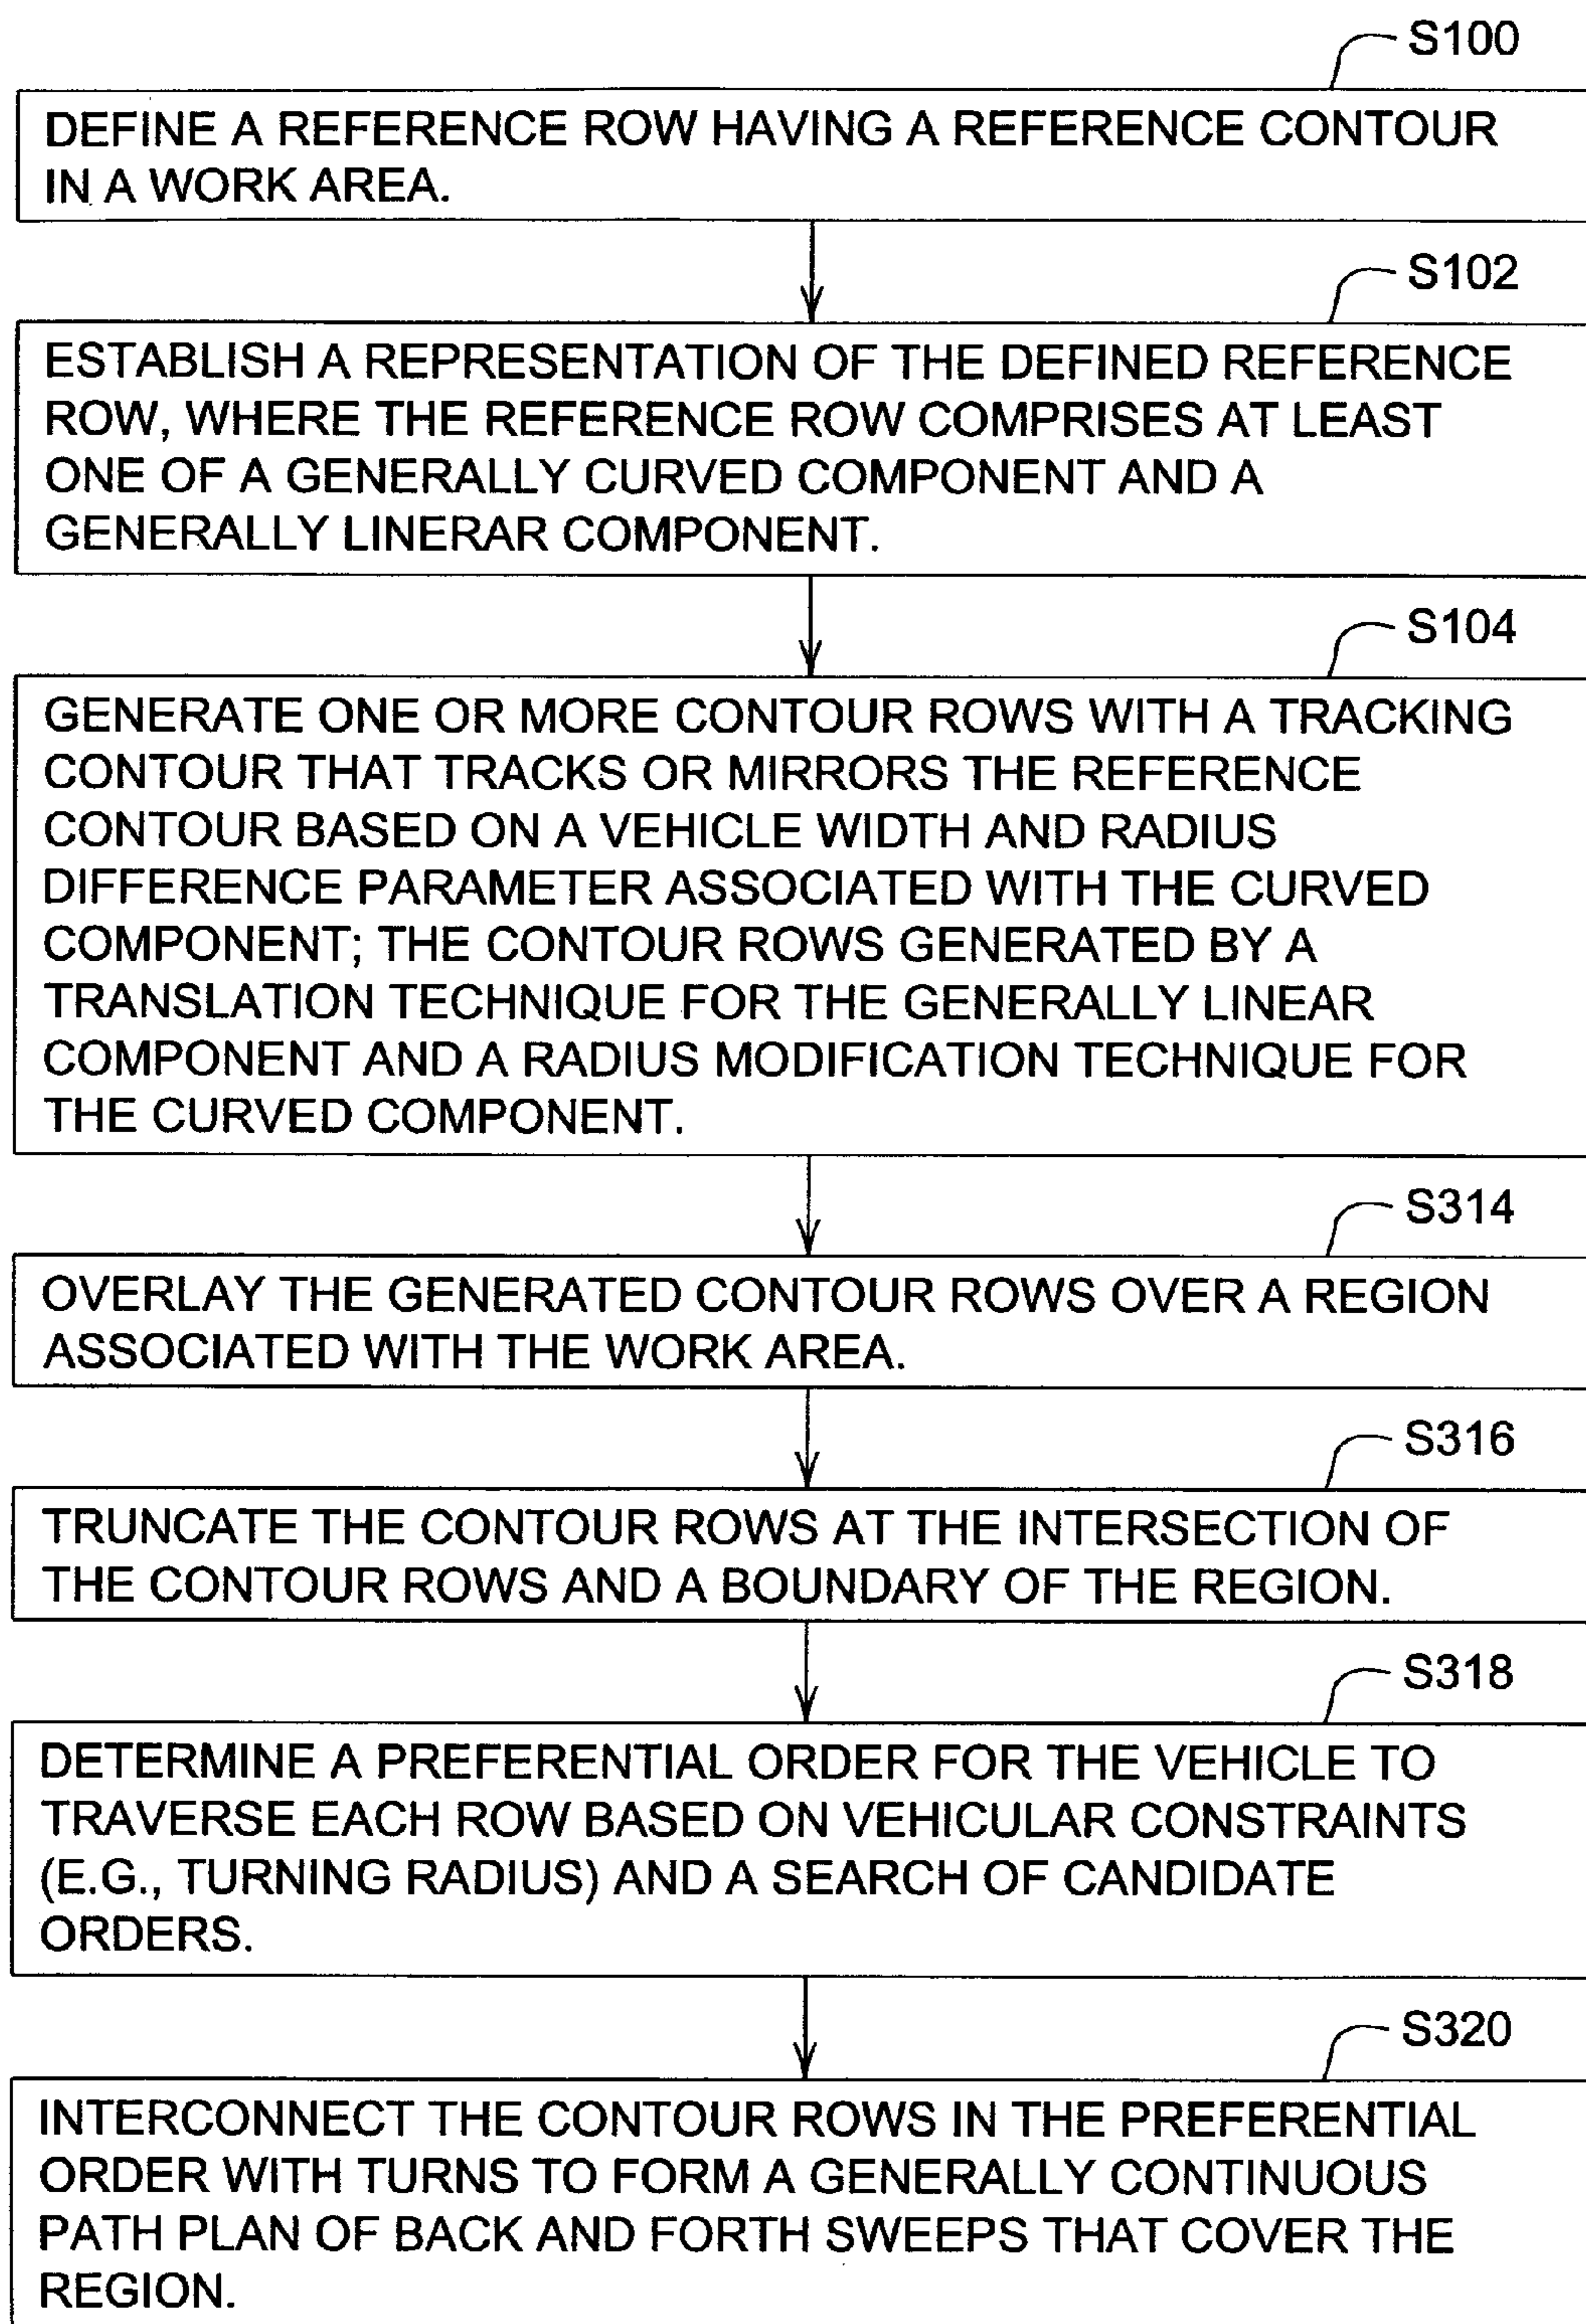 S100
DEFINE A REFERENCE ROW HAVING A REFERENCE CONTOUR
IN A WORK AREA.
S102
ESTABLISH A REPRESENTATION OF THE DEFINED REFERENCE
ROW, WHERE THE REFERENCE ROW COMPRISES AT LEAST
ONE OF A GENERALLY CURVED COMPONENT AND A
GENERALLY LINERAR COMPONENT.
S104
GENERATE ONE OR MORE CONTOUR ROWS WITH A TRACKING
CONTOUR THAT TRACKS OR MIRRORS THE REFERENCE
CONTOUR BASED ON A VEHICLE WIDTH AND RADIUS
DIFFERENCE PARAMETER ASSOCIATED WITH THE CURVED
COMPONENT; THE CONTOUR ROWS GENERATED BY A
TRANSLATION TECHNIQUE FOR THE GENERALLY LINEAR
COMPONENT AND A RADIUS MODIFICATION TECHNIQUE FOR
THE CURVED COMPONENT.
S314
OVERLAY THE GENERATED CONTOUR ROWS OVER A REGION
ASSOCIATED WITH THE WORK AREA.
S316
TRUNCATE THE CONTOUR ROWS AT THE INTERSECTION OF
THE CONTOUR ROWS AND A BOUNDARY OF THE REGION.
S318
DETERMINE A PREFERENTIAL ORDER FOR THE VEHICLE TO
TRAVERSE EACH ROW BASED ON VEHICULAR CONSTRAINTS
(E.G., TURNING RADIUS) AND A SEARCH OF CANDIDATE
ORDERS.
S320
INTERCONNECT THE CONTOUR ROWS IN THE PREFERENTIAL
ORDER WITH TURNS TO FORM A GENERALLY CONTINUOUS
PATH PLAN OF BACK AND FORTH SWEEPS THAT COVER THE
REGION.